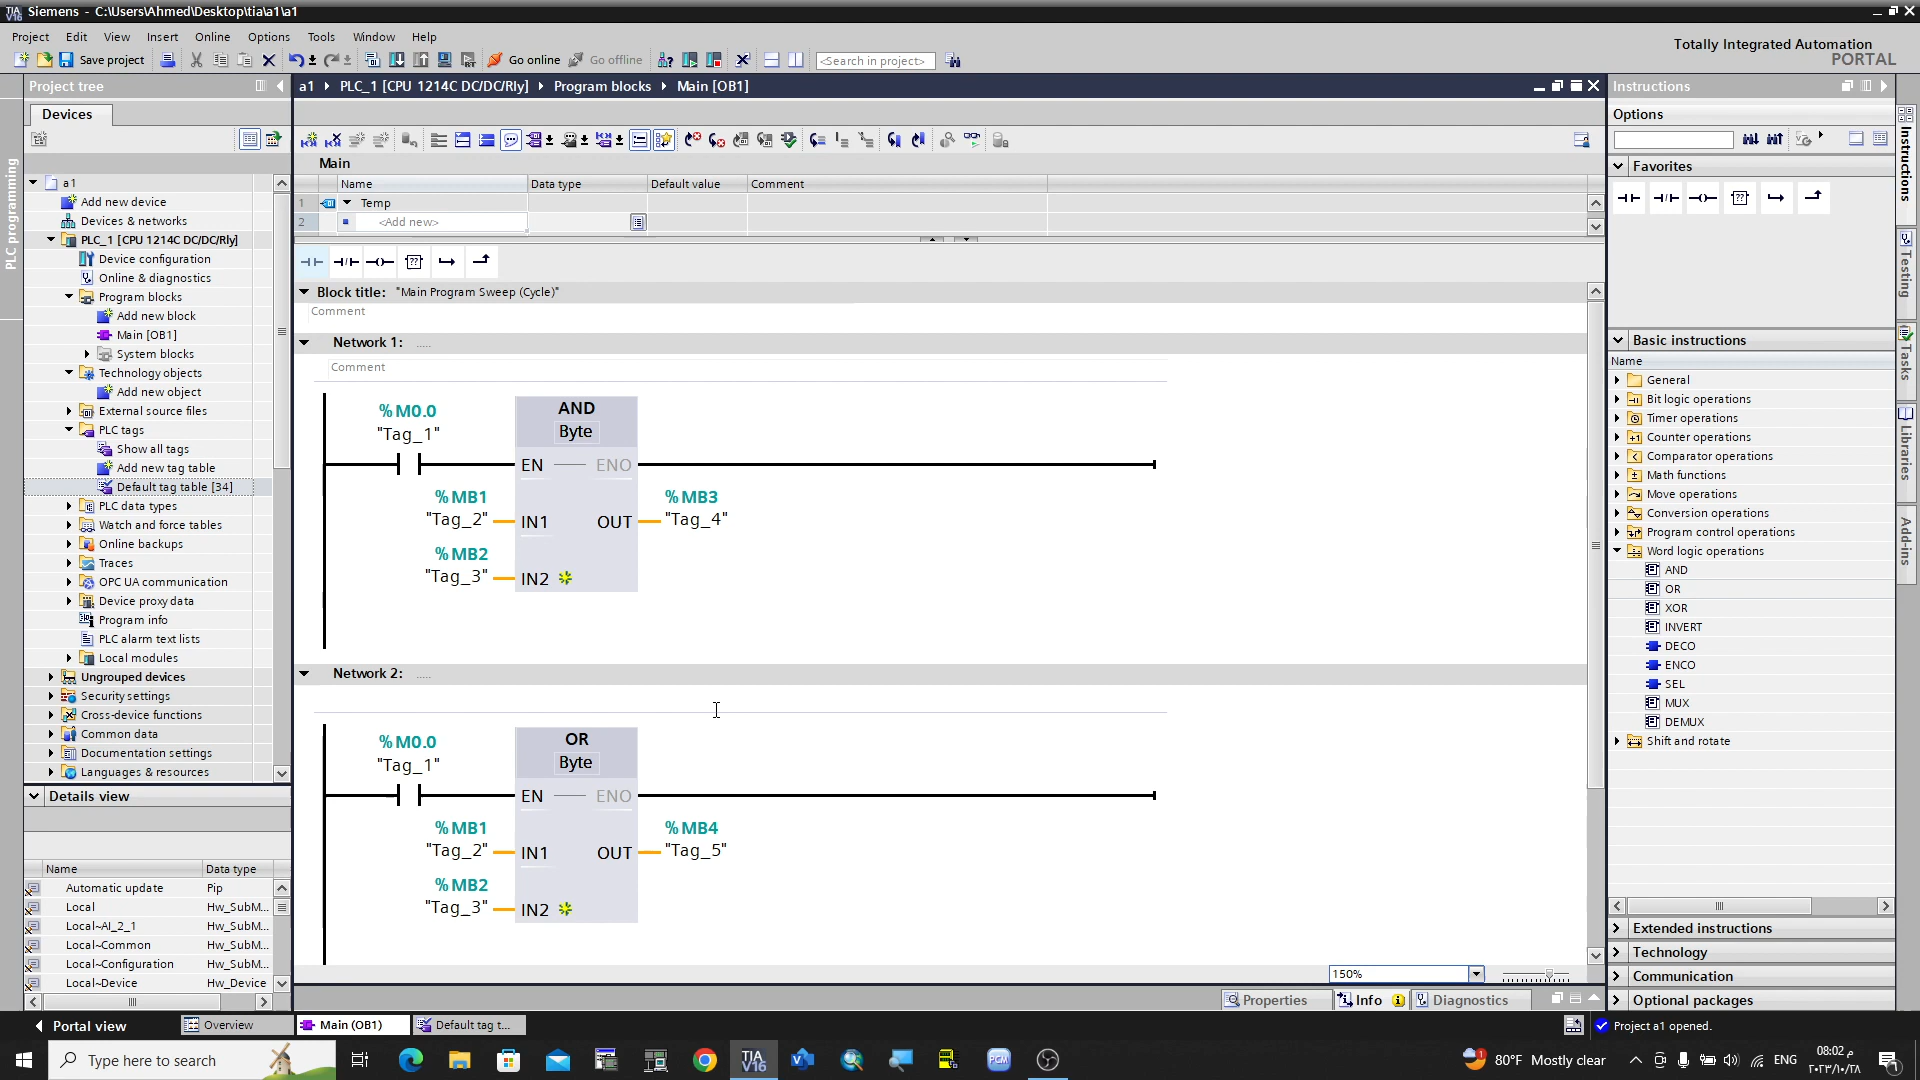 Siemens - C:\Users\Ahmed\Desktop\tia\a1\a1
Project Edit View Insert Online Options Tools Window Help
Save project Go online Go offline <Search in project>
Totally Integrated Automation
PORTAL
Project tree
Devices
PLC programming
a1
Add new device
Devices & networks
PLC_1 [CPU 1214C DC/DC/Rly]
Device configuration
Online & diagnostics
Program blocks
Add new block
Main [OB1]
System blocks
Technology objects
Add new object
External source files
PLC tags
Show all tags
Add new tag table
Default tag table [34]
PLC data types
Watch and force tables
Online backups
Traces
OPC UA communication
Device proxy data
Program info
PLC alarm text lists
Local modules
Ungrouped devices
Security settings
Cross-device functions
Common data
Documentation settings
Languages & resources
Details view
Name Data type
Automatic update Pip
Local Hw_SubM...
Local~AI_2_1 Hw_SubM...
Local~Common Hw_SubM...
Local~Configuration Hw_SubM...
Local~Device Hw_Device
a1 PLC_1 [CPU 1214C DC/DC/Rly] Program blocks Main [OB1]
Main
Name Data type Default value Comment
1 Temp
2 <Add new>
Block title: "Main Program Sweep (Cycle)"
Comment
Network 1: .....
Comment
%M0.0
"Tag_1"
AND
Byte
EN ENO
%MB1
"Tag_2" IN1
%MB3
OUT "Tag_4"
%MB2
"Tag_3" IN2
Network 2: .....
%M0.0
"Tag_1"
OR
Byte
EN ENO
%MB1
"Tag_2" IN1
%MB4
OUT "Tag_5"
%MB2
"Tag_3" IN2
150%
Properties Info Diagnostics
Instructions
Options
Favorites
Basic instructions
Name
General
Bit logic operations
Timer operations
Counter operations
Comparator operations
Math functions
Move operations
Conversion operations
Program control operations
Word logic operations
AND
OR
XOR
INVERT
DECO
ENCO
SEL
MUX
DEMUX
Shift and rotate
Extended instructions
Technology
Communication
Optional packages
Instructions
Testing
Tasks
Libraries
Add-ins
Portal view Overview Main (OB1) Default tag t...
Project a1 opened.
Type here to search
TIA
V16
PCM
80°F Mostly clear
ENG
08:02 م
٢٠٢٣/١٠/٢٨
1